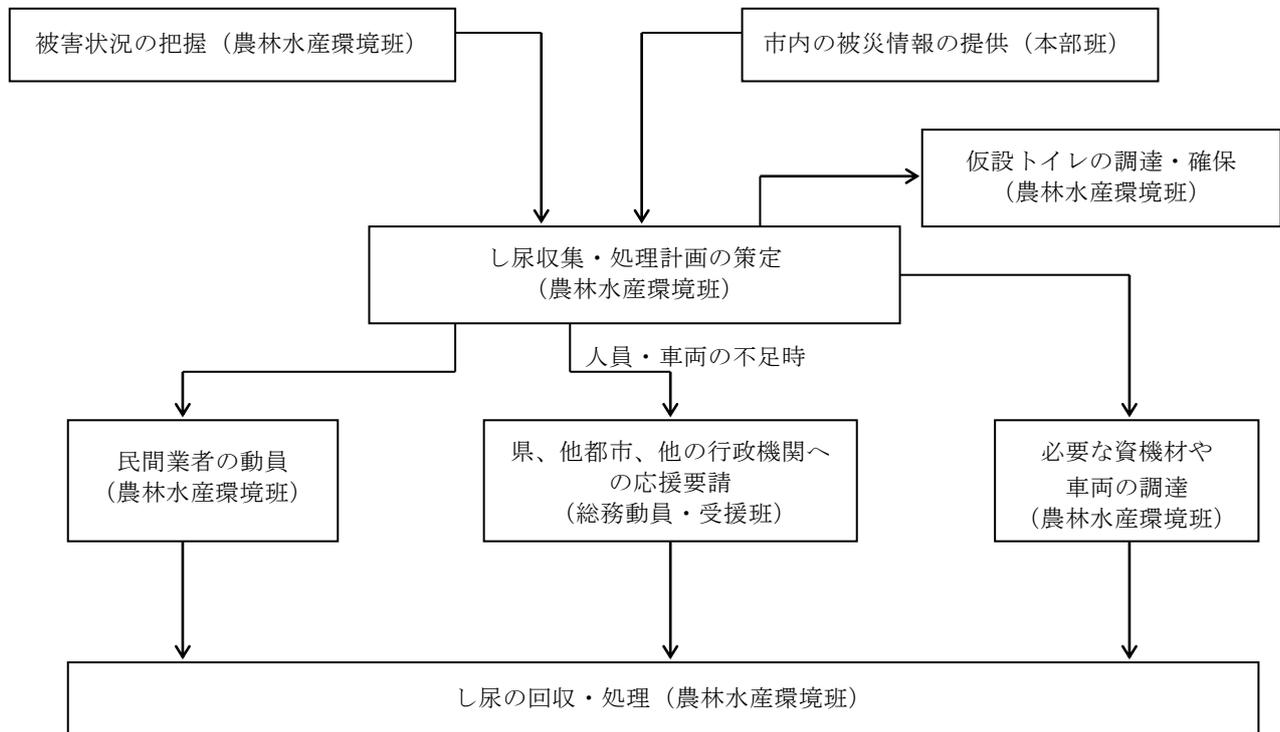 被害状況の把握（農林水産環境班）
市内の被災情報の提供（本部班）
仮設トイレの調達・確保
（農林水産環境班）
し尿収集・処理計画の策定
（農林水産環境班）
人員・車両の不足時
民間業者の動員
（農林水産環境班）
県、他都市、他の行政機関へ
の応援要請
（総務動員・受援班）
必要な資機材や
車両の調達
（農林水産環境班）
し尿の回収・処理（農林水産環境班）